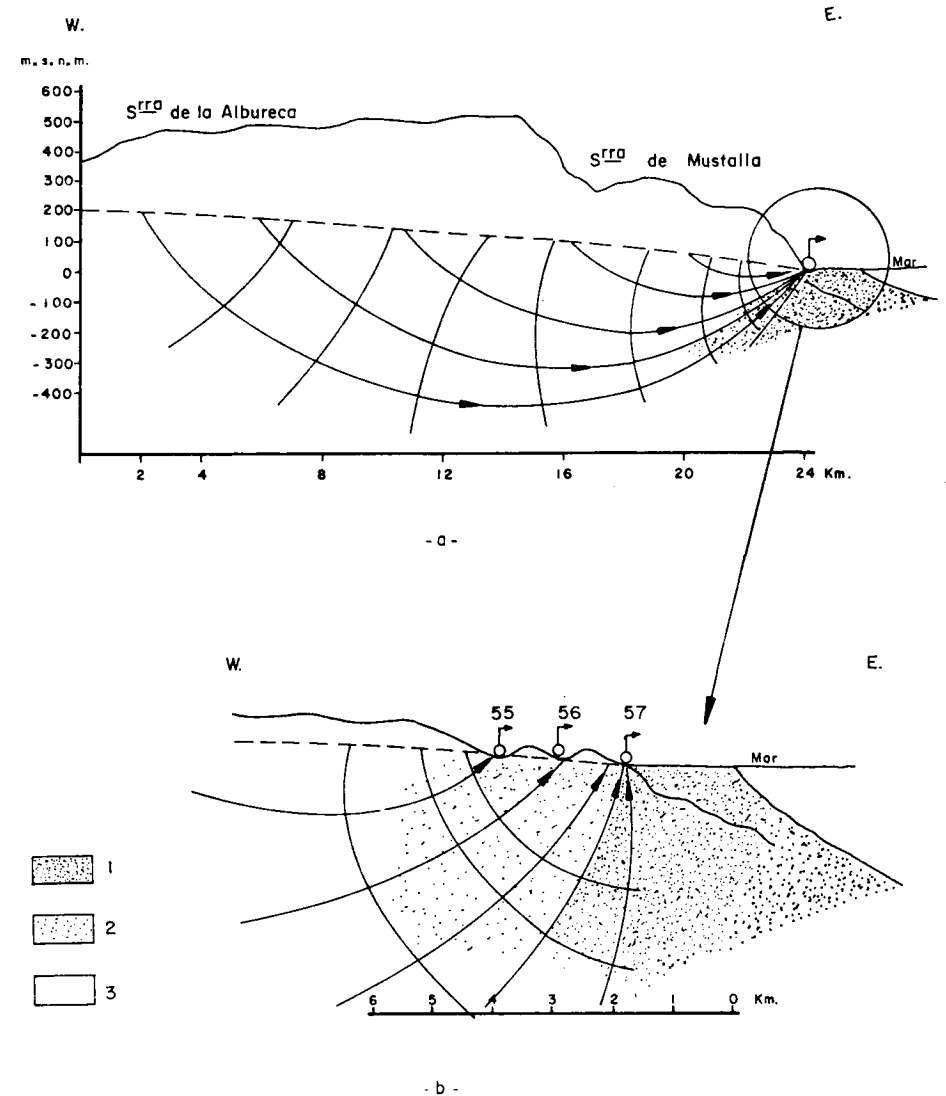 W.
E.
m.s.n.m.
600
500
400
300
200
100
0
-100
-200
-300
-400
Srra de la Albureca
Srra de Mustalla
Mar
2 4 8 12 16 20 24 Km.
-a-
W.
E.
55 56 57
Mar
1
2
3
6 5 4 3 2 1 0 Km.
-b-